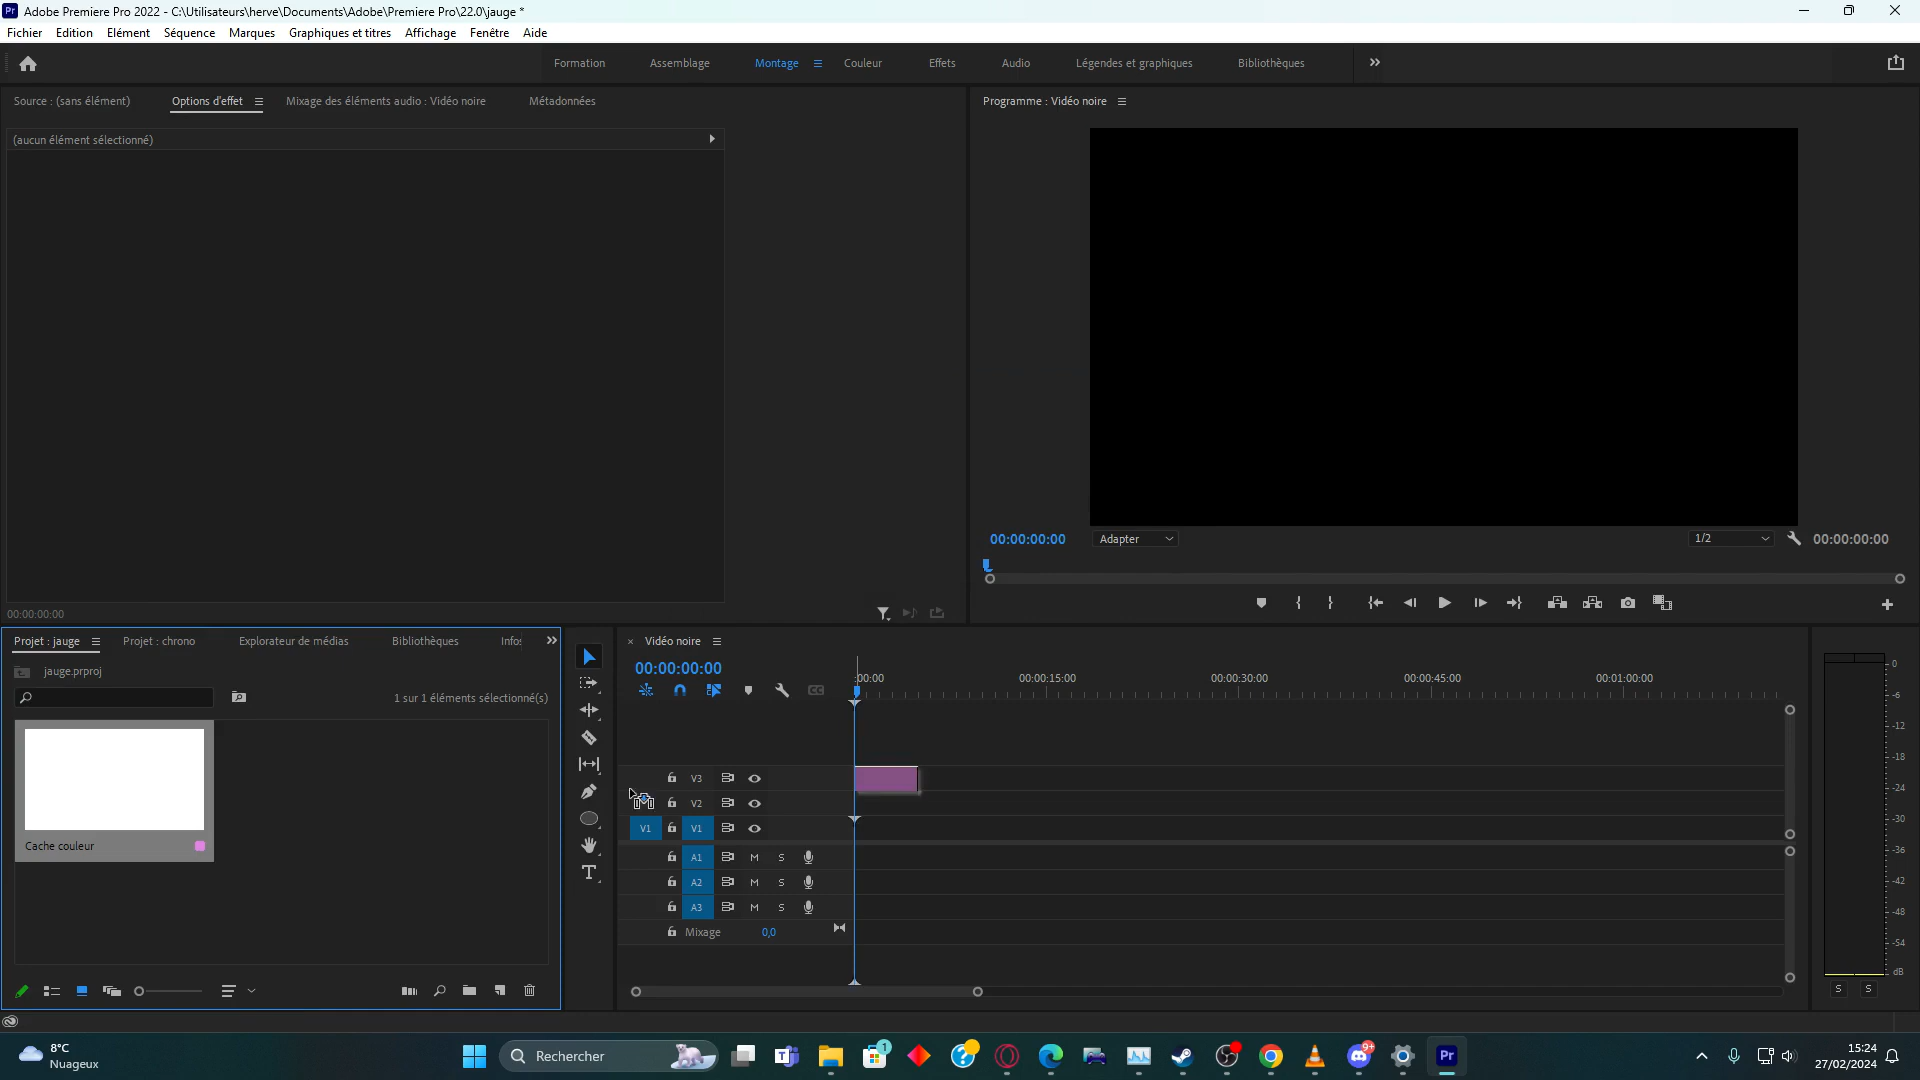 Pr Adobe Premiere Pro 2022 - C:\Utilisateurs\herve\Documents\Adobe\Premiere Pro\22.0\jauge *
Fichier Edition Elément Séquence Marques Graphiques et titres Affichage Fenêtre Aide
Formation Assemblage Montage Couleur Effets Audio Légendes et graphiques Bibliothèques
Source : (sans élément) Options d'effet Mixage des éléments audio : Vidéo noire Métadonnées
Programme : Vidéo noire
(aucun élément sélectionné)
00:00:00:00 Adapter 1/2 00:00:00:00
00:00:00:00
Projet : jauge Projet : chrono Explorateur de médias Bibliothèques Infos
× Vidéo noire
jauge.prproj
00:00:00:00
1 sur 1 éléments sélectionné(s)
:00:00 00:00:15:00 00:00:30:00 00:00:45:00 00:01:00:00
V3
V2
V1 V1
Cache couleur
A1 M S
A2 M S
A3 M S
Mixage 0,0
0
-6
-12
-18
-24
-30
-36
-42
-48
-54
dB
S S
8°C
Nuageux
Rechercher
1
9+
Pr
15:24
27/02/2024